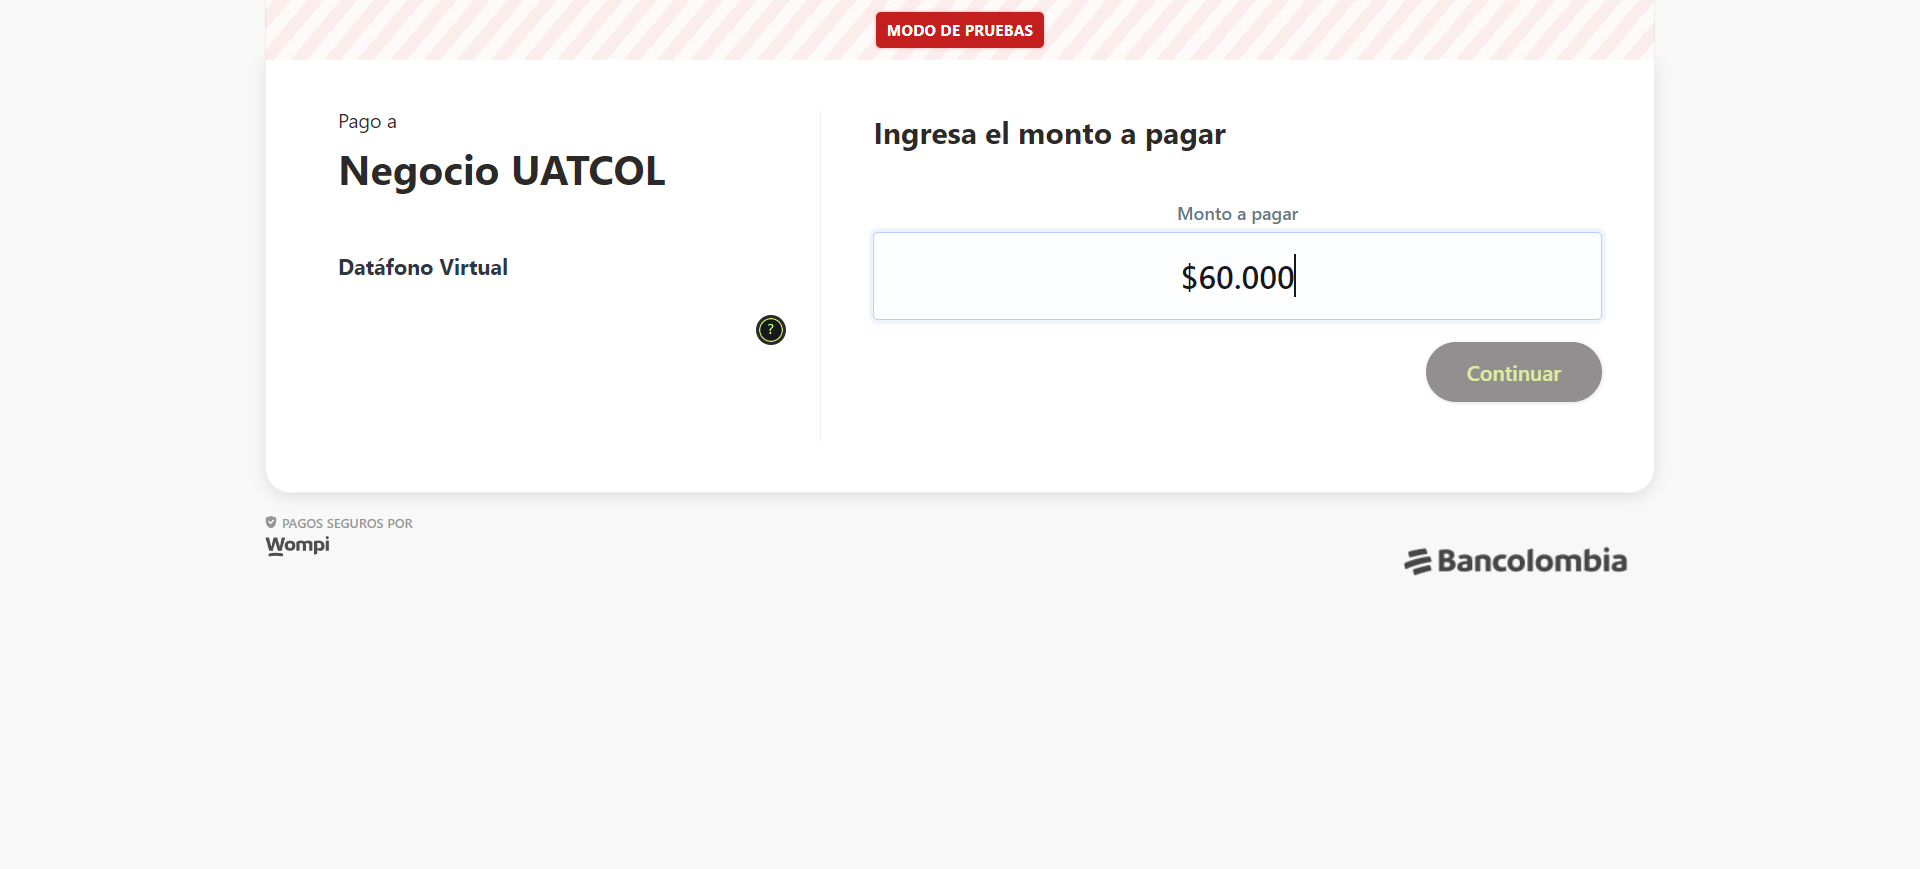 MODO DE PRUEBAS
Pago a
Negocio UATCOL
Datáfono Virtual
?
Ingresa el monto a pagar
Monto a pagar
$60.000
Continuar
PAGOS SEGUROS POR
Wompi
Bancolombia